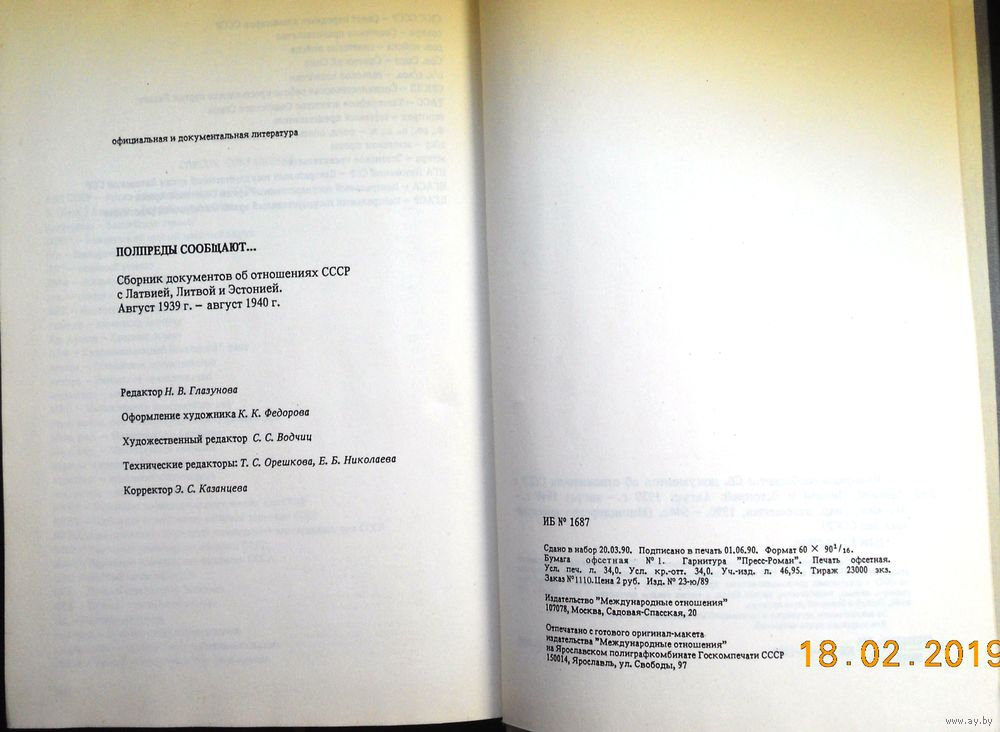 официальная и документальная литература
ПОЛПРЕДЫ СООБЩАЮТ...
Сборник документов об отношениях СССР
с Латвией, Литвой и Эстонией.
Август 1939 г. – август 1940 г.
Редактор Н. В. Глазунова
Оформление художника К. К. Федорова
Художественный редактор С. С. Водчиц
Технические редакторы: Т. С. Орешкова, Е. Б. Николаева
Корректор Э. С. Казанцева
ИБ № 1687
Сдано в набор 20.03.90. Подписано в печать 01.06.90. Формат 60 × 90¹/₁₆.
Бумага офсетная № 1. Гарнитура "Пресс-Роман". Печать офсетная.
Усл. печ. л. 34,0. Усл. кр.-отт. 34,0. Уч.-изд. л. 46,95. Тираж 23000 экз.
Заказ №1110. Цена 2 руб. Изд. № 23-ю/89
Издательство "Международные отношения"
107078, Москва, Садовая-Спасская, 20
Отпечатано с готового оригинал-макета
издательства "Международные отношения"
на Ярославском полиграфкомбинате Госкомпечати СССР
150014, Ярославль, ул. Свободы, 97
18.02.2019
www.ay.by